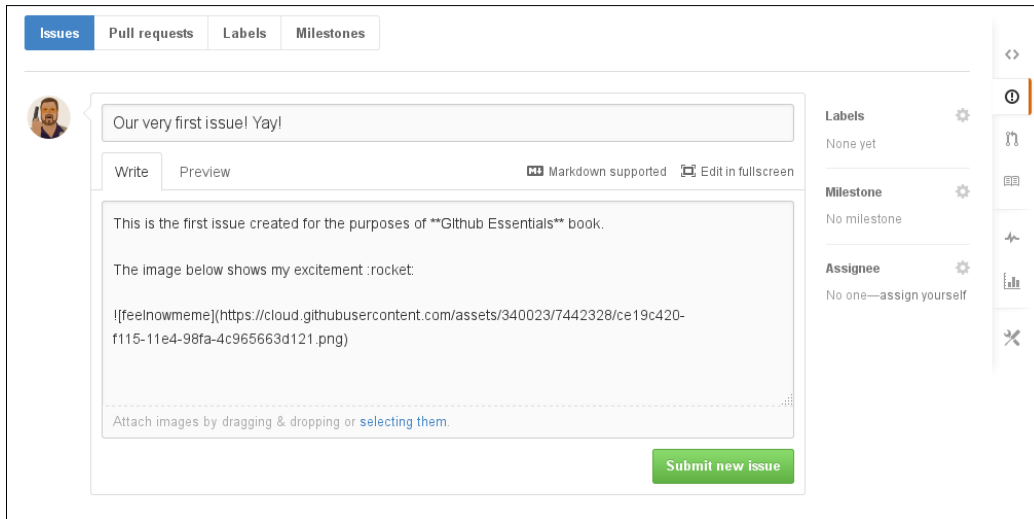 Issues Pull requests Labels Milestones
Our very first issue! Yay!
Write Preview Markdown supported Edit in fullscreen
This is the first issue created for the purposes of **GIthub Essentials** book.
The image below shows my excitement :rocket:
![feelnowmeme](https://cloud.githubusercontent.com/assets/340023/7442328/ce19c420-
f115-11e4-98fa-4c965663d121.png)
Attach images by dragging & dropping or selecting them.
Submit new issue
Labels
None yet
Milestone
No milestone
Assignee
No one—assign yourself